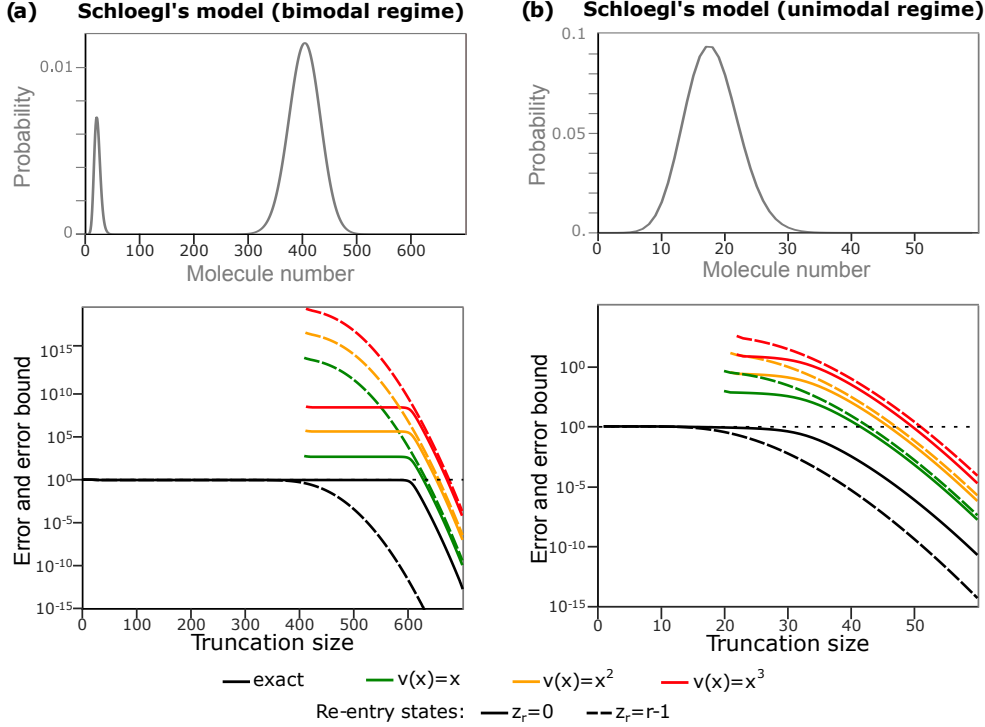 (a) Schloegl's model (bimodal regime)
0.01
0
Probability
0 100 200 300 400 500 600
Molecule number
(b) Schloegl's model (unimodal regime)
0.1
0.05
0.
Probability
0 10 20 30 40 50
Molecule number
10^15
10^10
10^5
10^0
10^-5
10^-10
10^-15
Error and error bound
0 100 200 300 400 500 600
Truncation size
10^0
10^0
10^-5
10^-10
10^-15
Error and error bound
0 10 20 30 40 50
Truncation size
exact v(x)=x v(x)=x^2 v(x)=x^3
Re-entry states: z_r=0 z_r=r-1